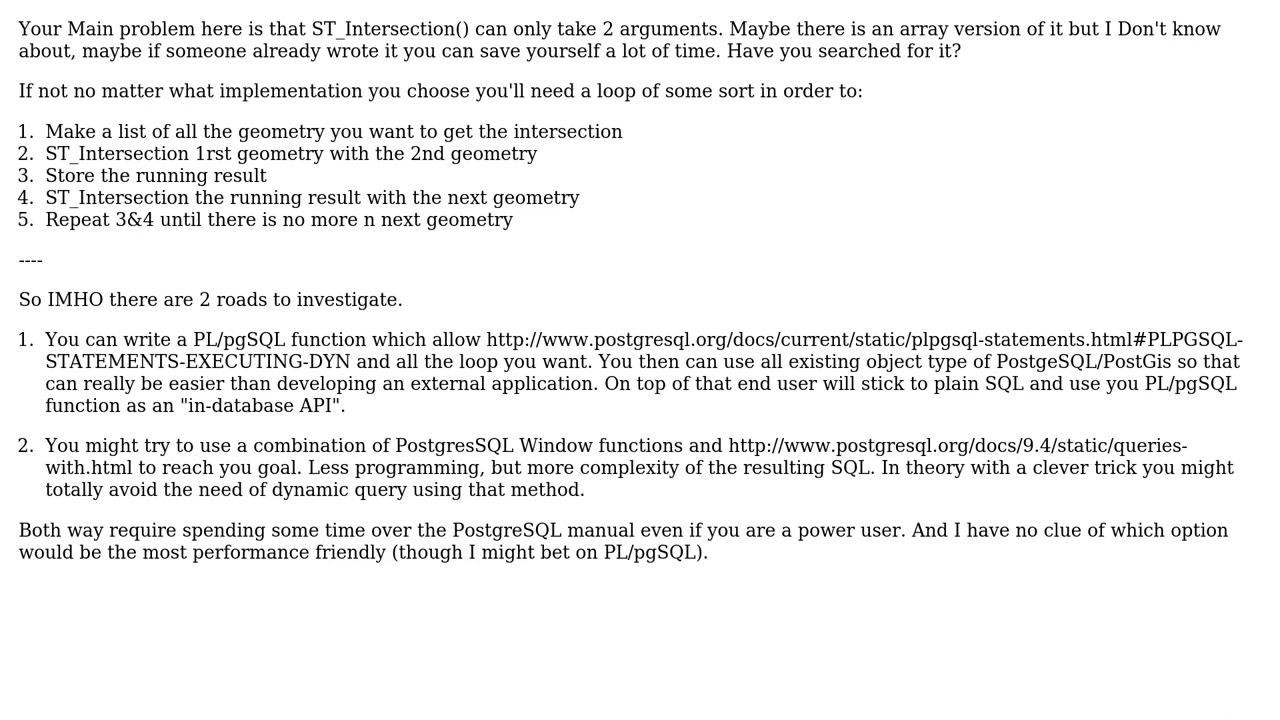 Your Main problem here is that ST_Intersection() can only take 2 arguments. Maybe there is an array version of it but I Don't know
about, maybe if someone already wrote it you can save yourself a lot of time. Have you searched for it?
If not no matter what implementation you choose you'll need a loop of some sort in order to:
1. Make a list of all the geometry you want to get the intersection
2. ST_Intersection 1rst geometry with the 2nd geometry
3. Store the running result
4. ST_Intersection the running result with the next geometry
5. Repeat 3&4 until there is no more n next geometry
----
So IMHO there are 2 roads to investigate.
1. You can write a PL/pgSQL function which allow http://www.postgresql.org/docs/current/static/plpgsql-statements.html#PLPGSQL-
STATEMENTS-EXECUTING-DYN and all the loop you want. You then can use all existing object type of PostgeSQL/PostGis so that
can really be easier than developing an external application. On top of that end user will stick to plain SQL and use you PL/pgSQL
function as an "in-database API".
2. You might try to use a combination of PostgresSQL Window functions and http://www.postgresql.org/docs/9.4/static/queries-
with.html to reach you goal. Less programming, but more complexity of the resulting SQL. In theory with a clever trick you might
totally avoid the need of dynamic query using that method.
Both way require spending some time over the PostgreSQL manual even if you are a power user. And I have no clue of which option
would be the most performance friendly (though I might bet on PL/pgSQL).